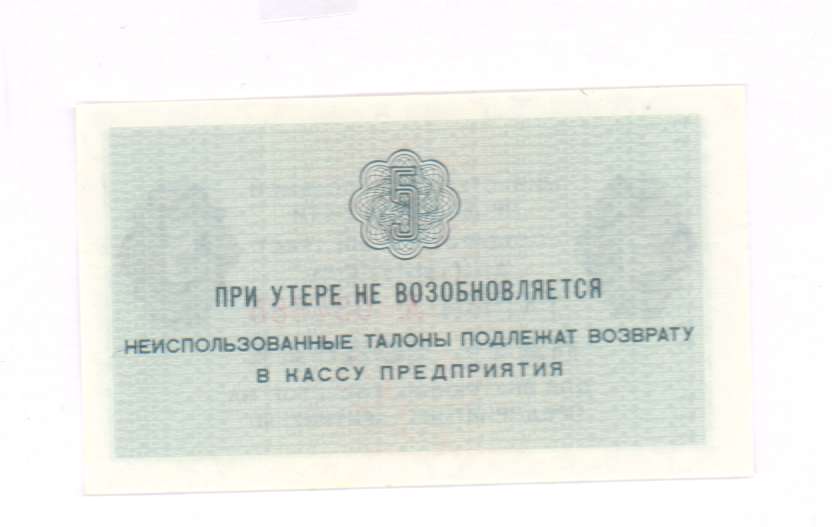 5
ПРИ УТЕРЕ НЕ ВОЗОБНОВЛЯЕТСЯ
НЕИСПОЛЬЗОВАННЫЕ ТАЛОНЫ ПОДЛЕЖАТ ВОЗВРАТУ
В КАССУ ПРЕДПРИЯТИЯ